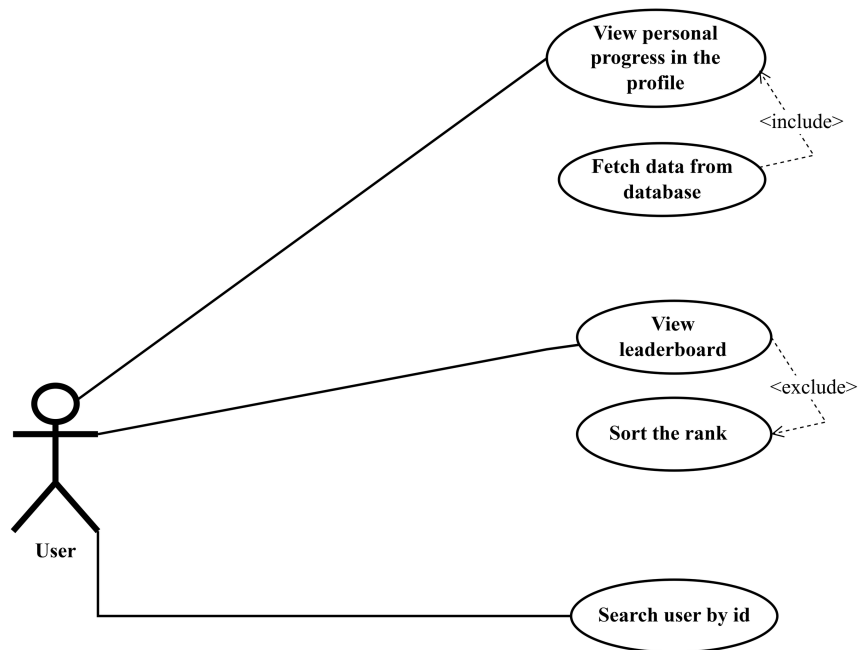 View personal
progress in the
profile
<include>
Fetch data from
database
View
leaderboard
<exclude>
Sort the rank
User
Search user by id